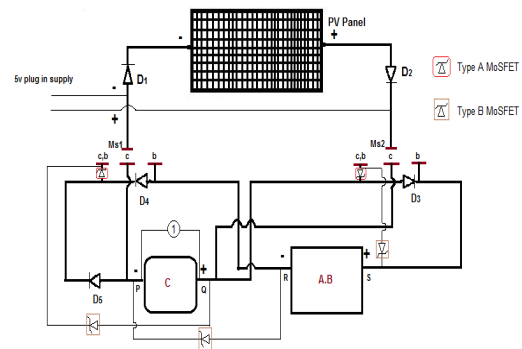 PV Panel
-
+
D1
D2
5v plug in supply
-
+
Type A MoSFET
Type B MoSFET
Ms1
Ms2
c,b
c
b
c,b
c
b
D4
D3
1
-
+
C
P
Q
-
+
A.B
R
S
D5